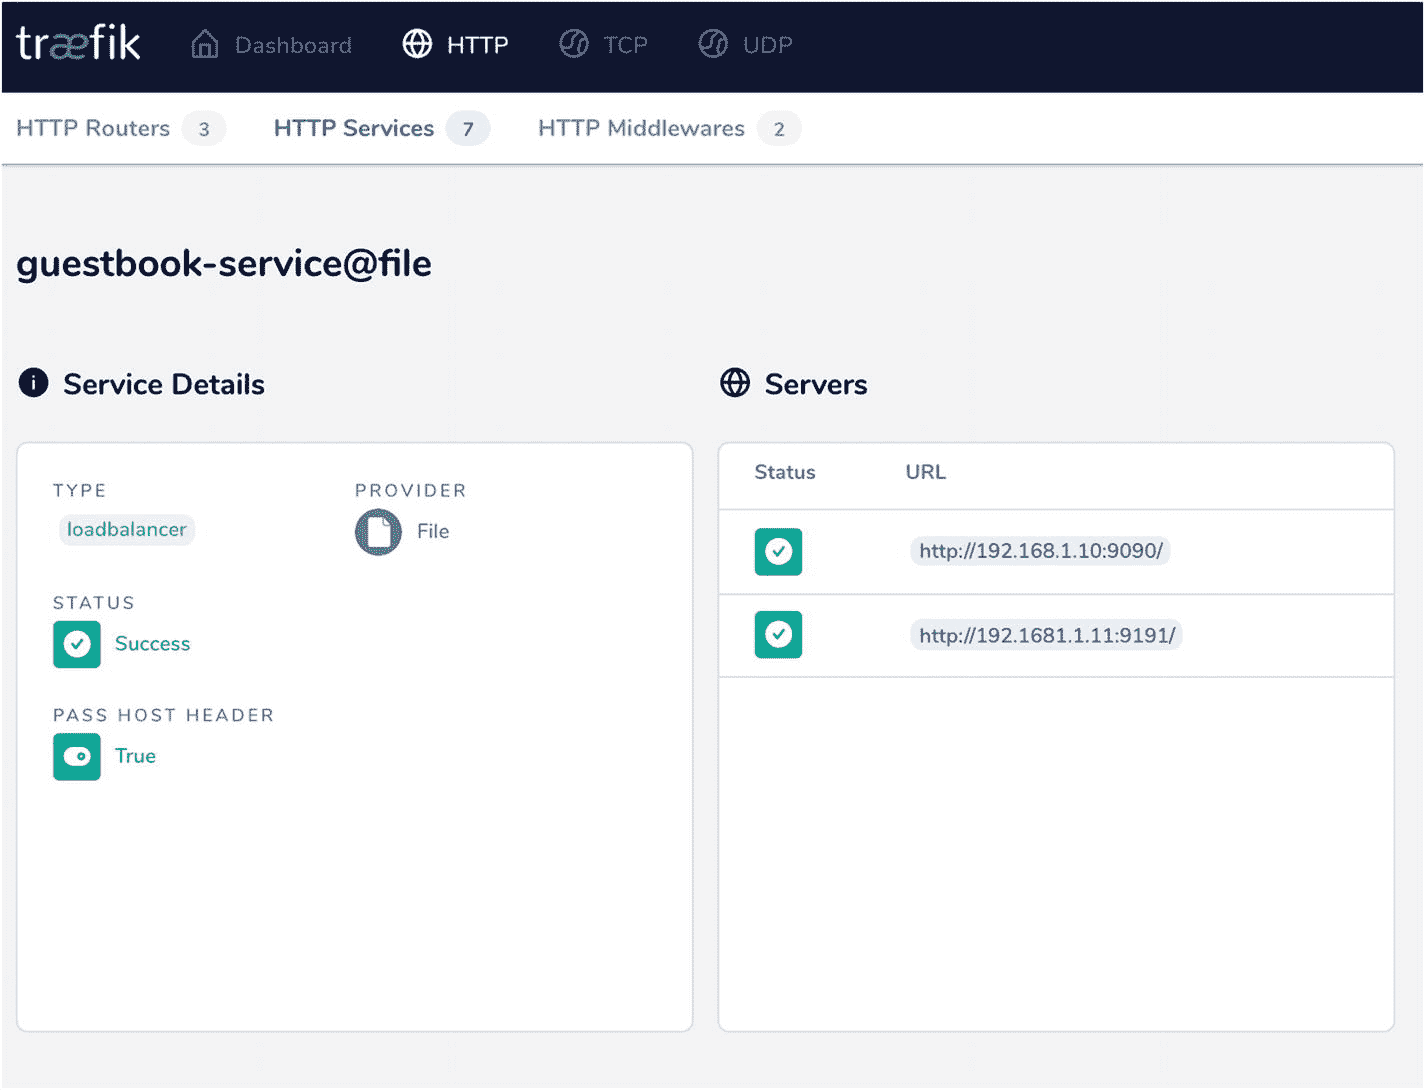 træfik Dashboard HTTP TCP UDP
HTTP Routers 3 HTTP Services 7 HTTP Middlewares 2
guestbook-service@file
Service Details
TYPE PROVIDER
loadbalancer File
STATUS
Success
PASS HOST HEADER
True
Servers
Status URL
http://192.168.1.10:9090/
http://192.1681.1.11:9191/